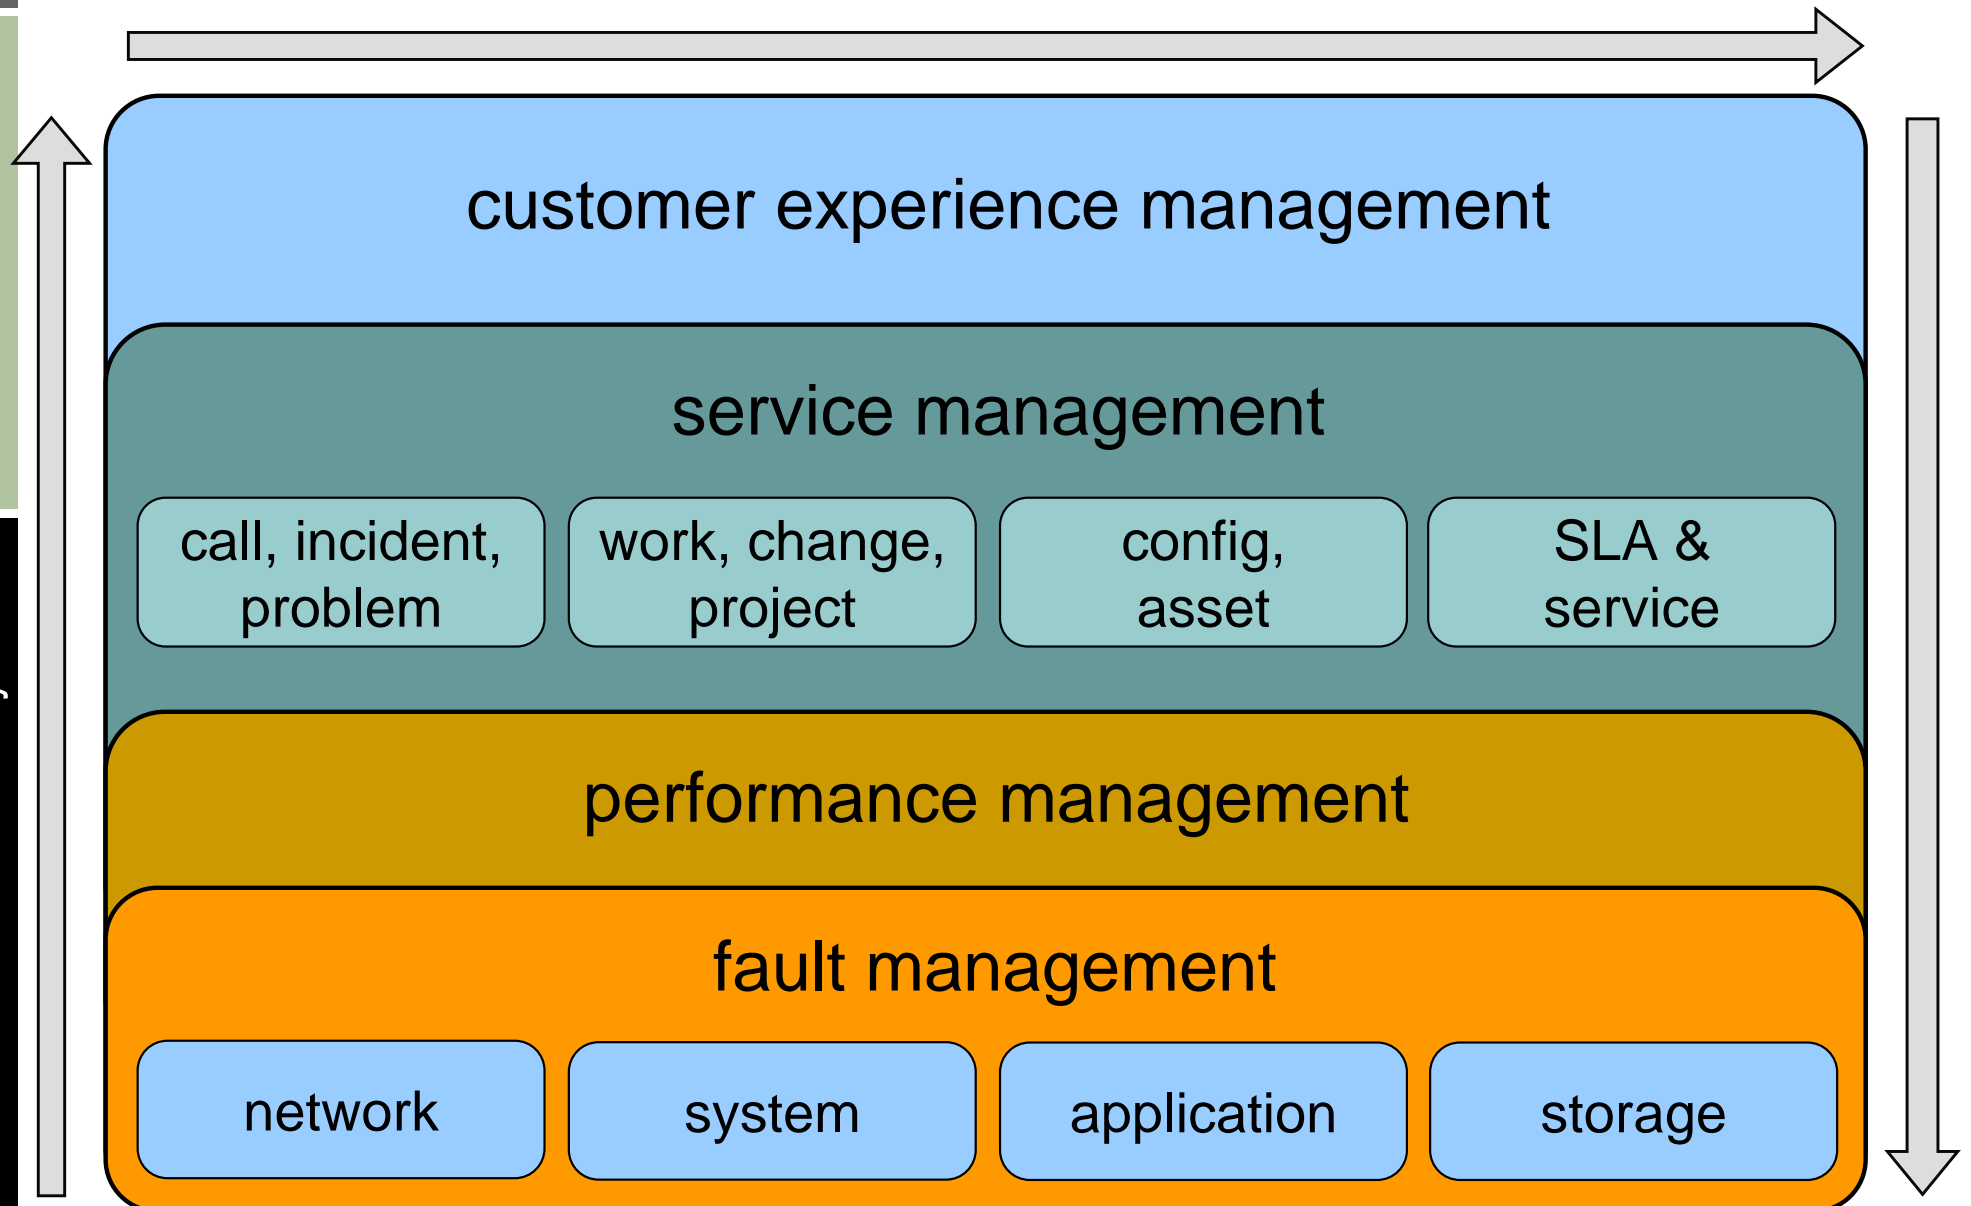 customer experience management
service management
call, incident,
problem
work, change,
project
config,
asset
SLA &
service
performance management
fault management
network
system
application
storage